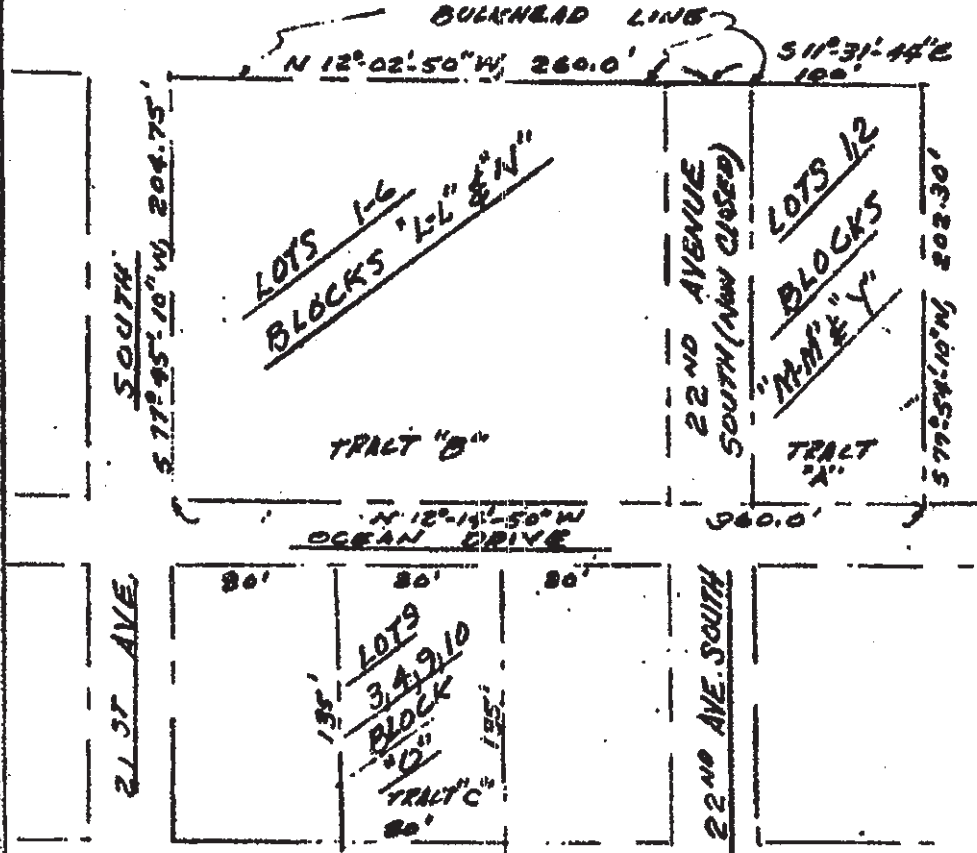 BULKHEAD LINE
N 12°-02'-50" W, 260.0'
S 11°-31'-44" E
100'
SOUTH
S 77°-45'-10" W, 204.75'
LOTS 1-6
BLOCKS "L-L" & "N"
TRACT "B"
22ND AVENUE
SOUTH (NOW CLOSED)
LOTS 1,2
BLOCKS
"M-M" & "Y"
TRACT
"A"
S 77°-54'-10" W, 202.30'
N 12°-14'-50" W 360.0'
OCEAN DRIVE
80' 80' 80'
21 ST AVE.
135'
LOTS
3,4,9,10
BLOCK
TRACT "C"
80'
22ND AVE. SOUTH